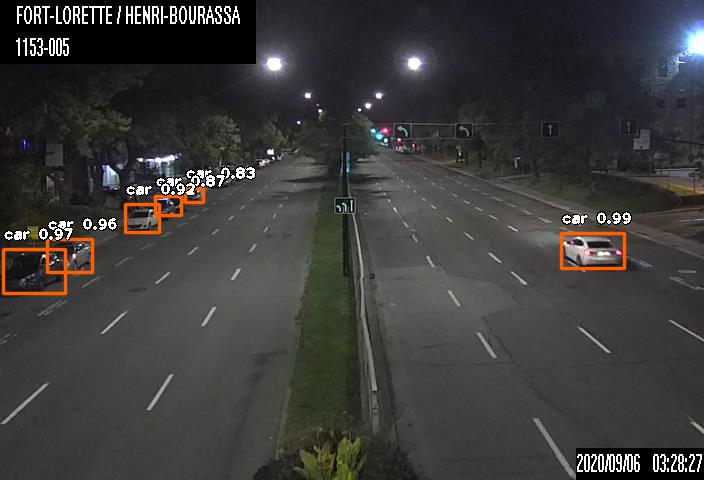 FORT-LORETTE / HENRI-BOURASSA
1153-005
car 0.83
car 0.87
car 0.92
car 0.96
car 0.97
car 0.99
2020/09/06 03:28:27